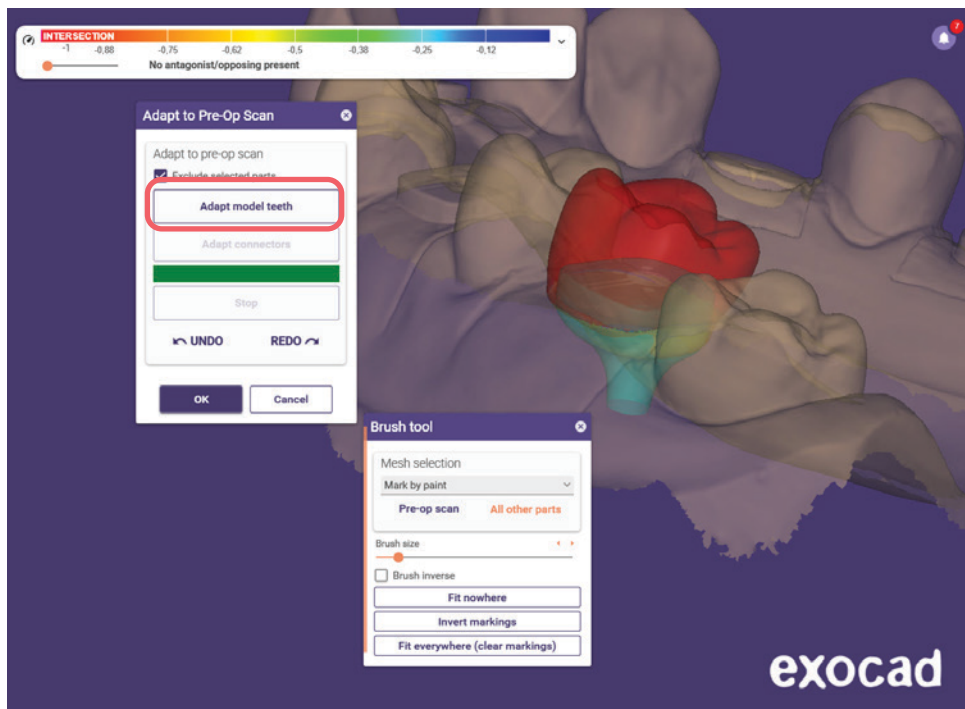 INTERSECTION
-1 -0,88 -0,75 -0,62 -0,5 -0,38 -0,25 -0,12
No antagonist/opposing present
7
Adapt to Pre-Op Scan
Adapt to pre-op scan
Exclude selected parts
Adapt model teeth
Adapt connectors
Stop
UNDO REDO
OK Cancel
Brush tool
Mesh selection
Mark by paint
Pre-op scan All other parts
Brush size
Brush inverse
Fit nowhere
Invert markings
Fit everywhere (clear markings)
exocad